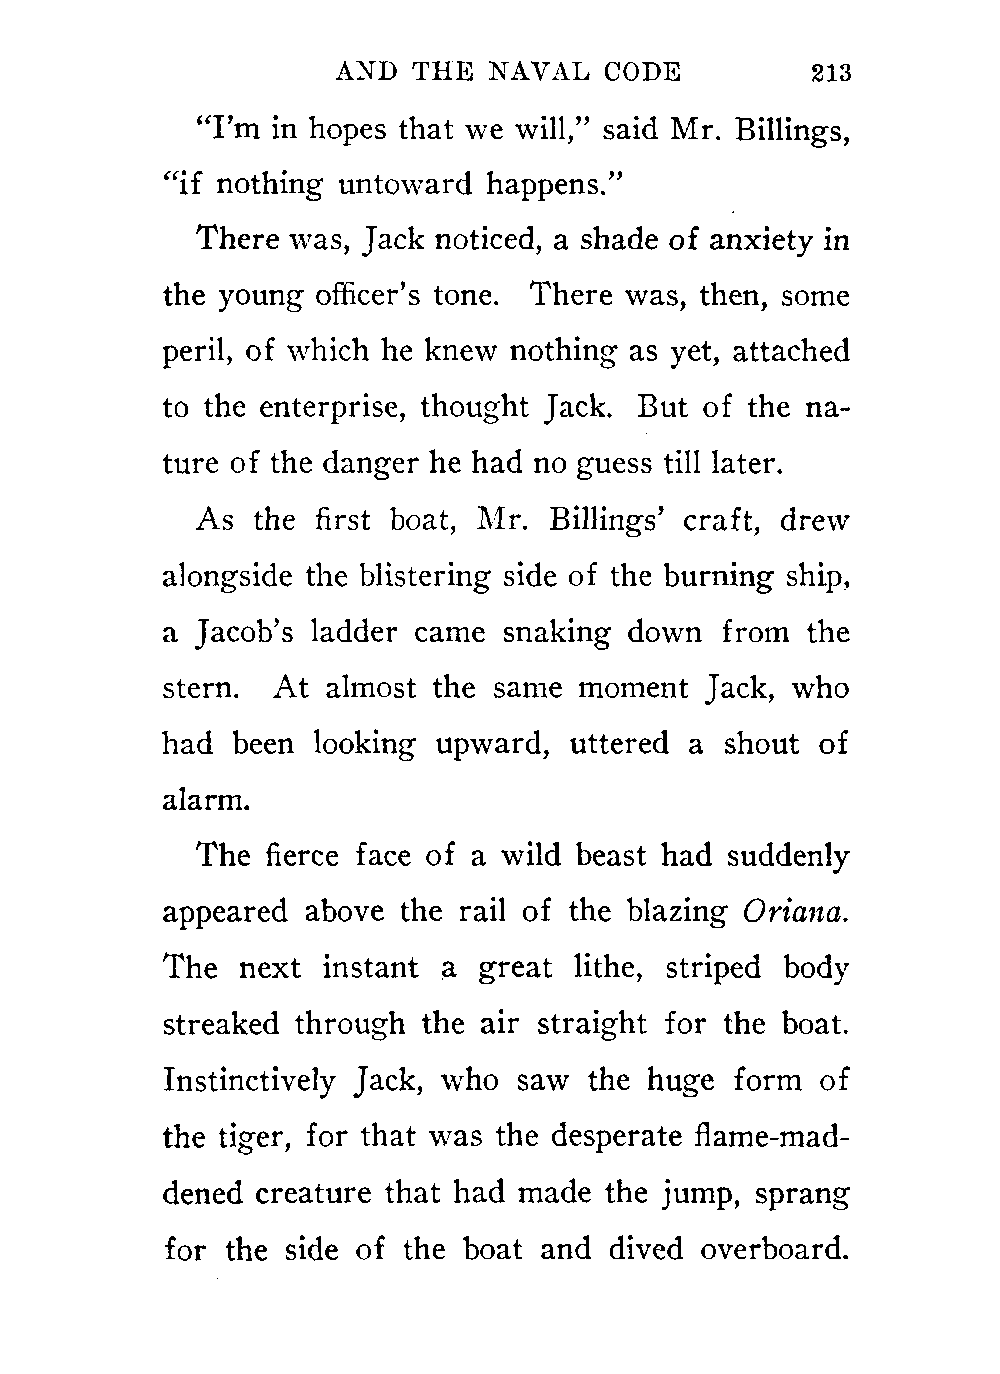 AND THE NAVAL CODE 213
“I’m in hopes that we will,” said Mr. Billings,
“if nothing untoward happens.”
There was, Jack noticed, a shade of anxiety in
the young officer’s tone. There was, then, some
peril, of which he knew nothing as yet, attached
to the enterprise, thought Jack. But of the na-
ture of the danger he had no guess till later.
As the first boat, Mr. Billings’ craft, drew
alongside the blistering side of the burning ship,
a Jacob’s ladder came snaking down from the
stern. At almost the same moment Jack, who
had been looking upward, uttered a shout of
alarm.
The fierce face of a wild beast had suddenly
appeared above the rail of the blazing Oriana.
The next instant a great lithe, striped body
streaked through the air straight for the boat.
Instinctively Jack, who saw the huge form of
the tiger, for that was the desperate flame-mad-
dened creature that had made the jump, sprang
for the side of the boat and dived overboard.